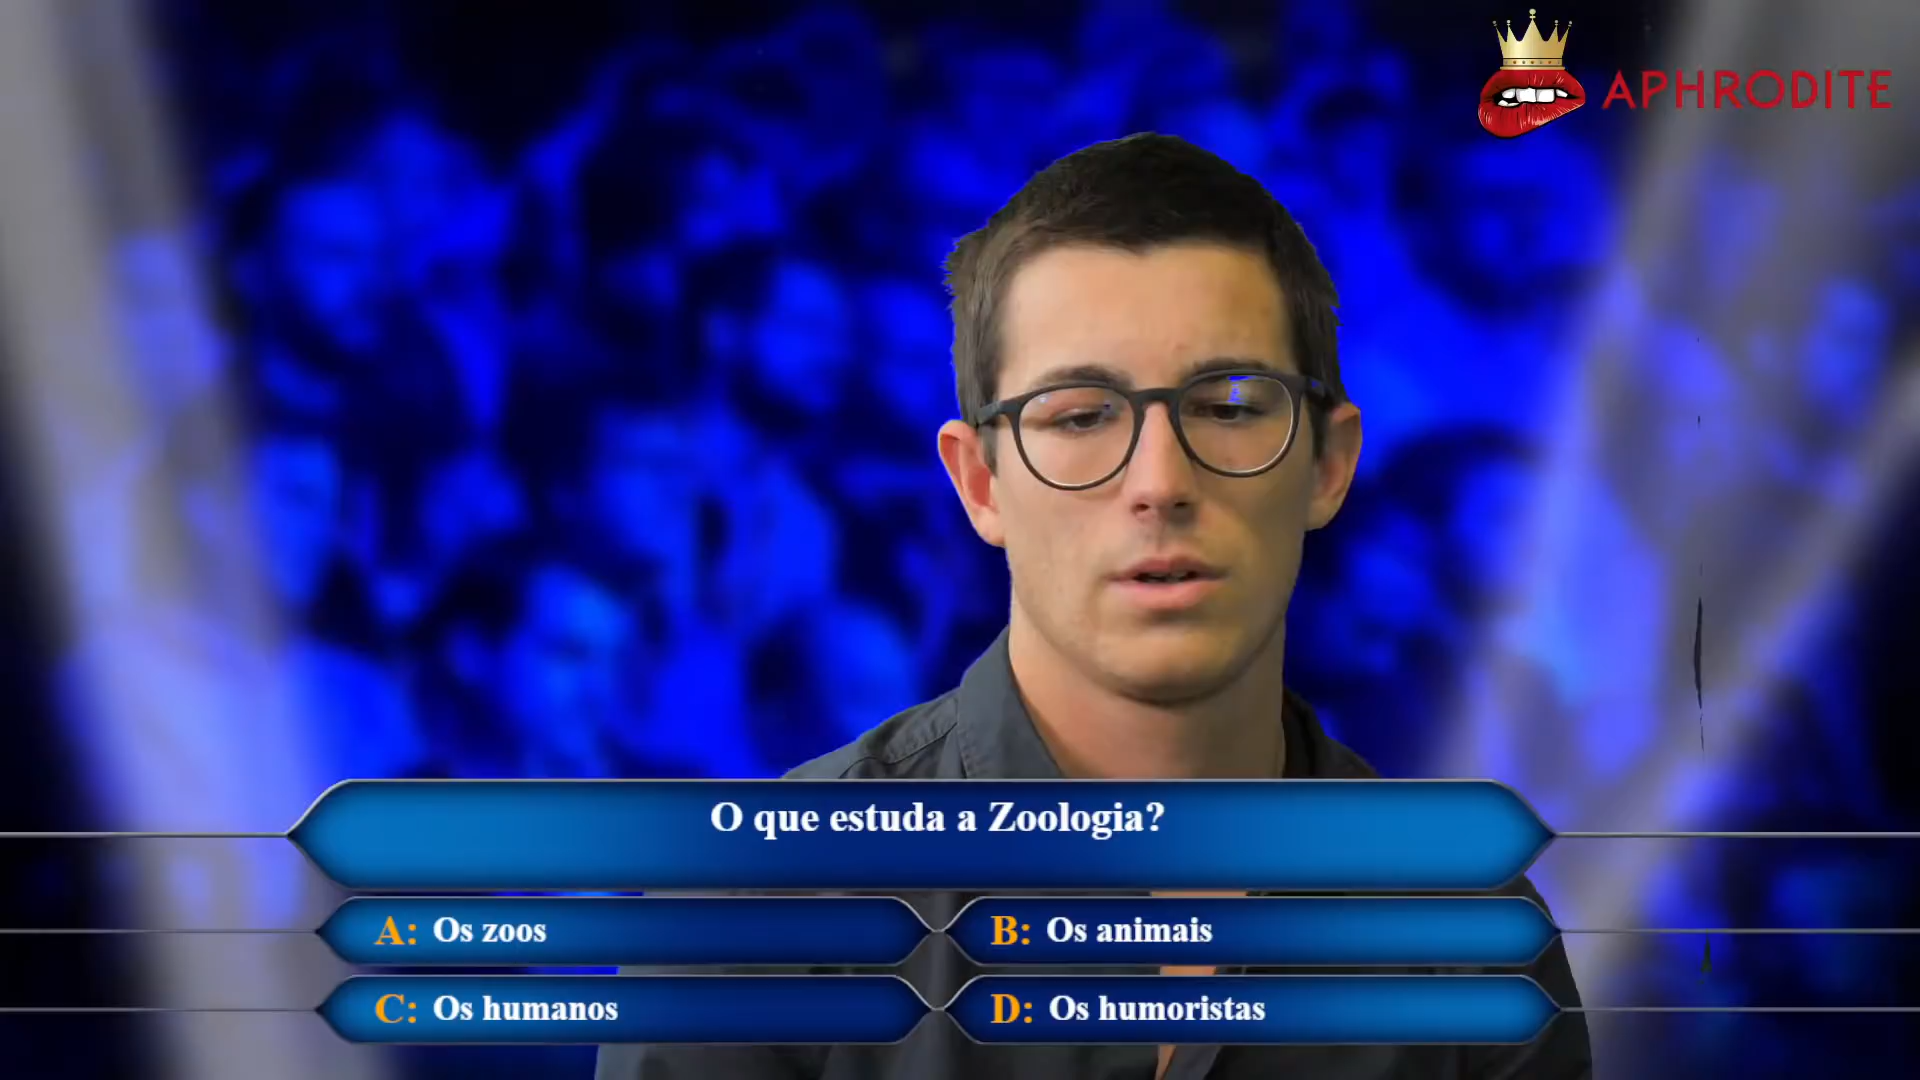 APHRODITE
O que estuda a Zoologia?
A: Os zoos
B: Os animais
C: Os humanos
D: Os humoristas